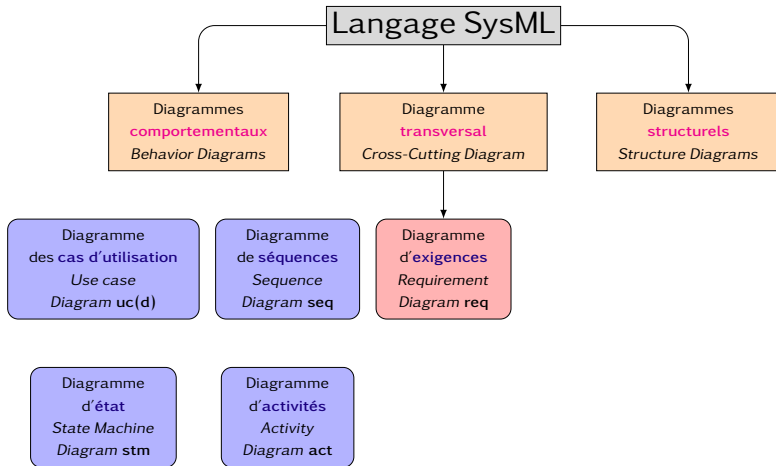 Langage SysML
Diagrammes
comportementaux
Behavior Diagrams
Diagramme
transversal
Cross-Cutting Diagram
Diagrammes
structurels
Structure Diagrams
Diagramme
des cas d'utilisation
Use case
Diagram uc(d)
Diagramme
de séquences
Sequence
Diagram seq
Diagramme
d'exigences
Requirement
Diagram req
Diagramme
d'état
State Machine
Diagram stm
Diagramme
d'activités
Activity
Diagram act